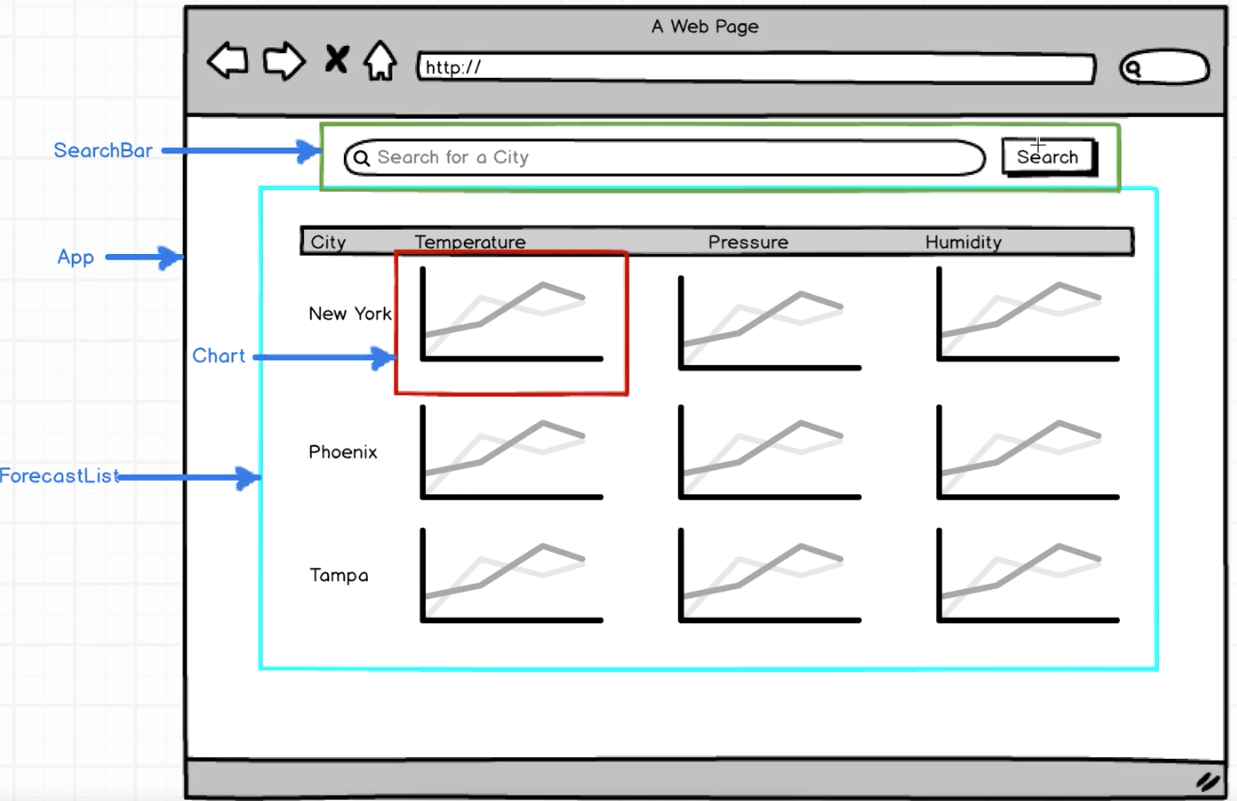 A Web Page
http://
SearchBar
Search for a City
Search
App
City Temperature Pressure Humidity
New York
Chart
Phoenix
ForecastList
Tampa